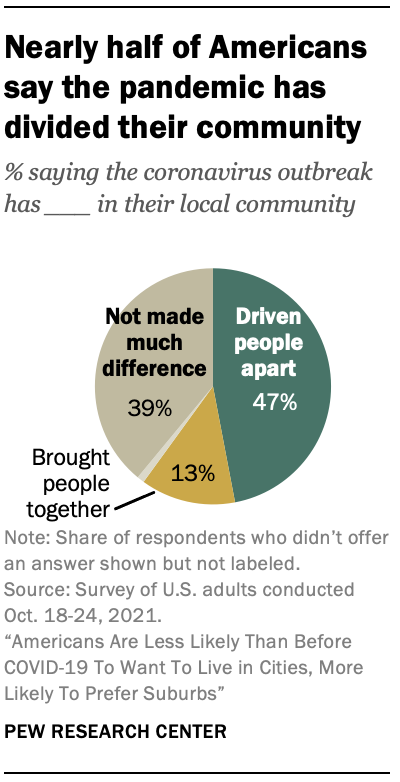 Nearly half of Americans
say the pandemic has
divided their community
% saying the coronavirus outbreak
has ____ in their local community
Not made
much
difference
39%
Driven
people
apart
47%
Brought
people
together
13%
Note: Share of respondents who didn’t offer
an answer shown but not labeled.
Source: Survey of U.S. adults conducted
Oct. 18-24, 2021.
“Americans Are Less Likely Than Before
COVID-19 To Want To Live in Cities, More
Likely To Prefer Suburbs”
PEW RESEARCH CENTER